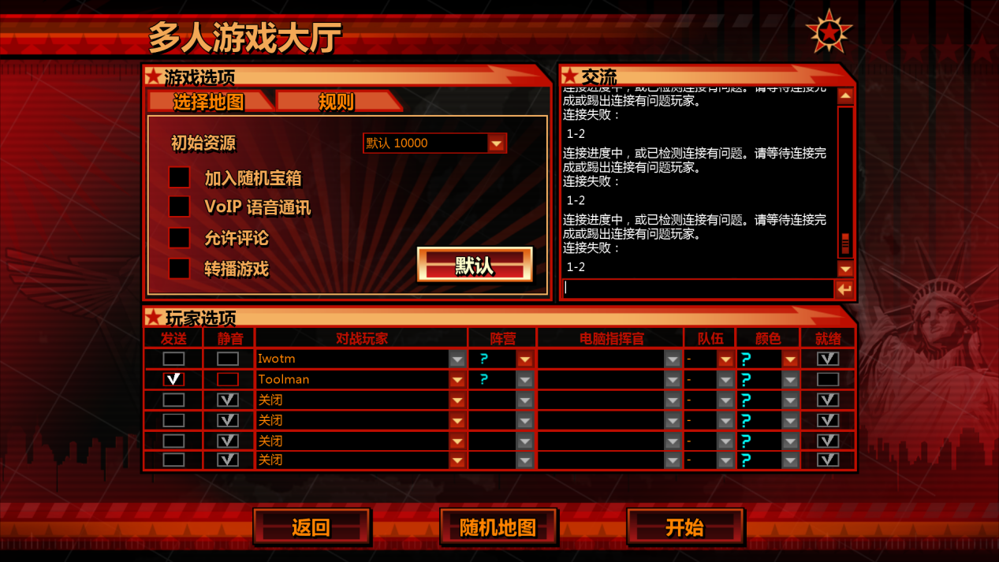 多人游戏大厅
游戏选项
选择地图 规则
初始资源 默认 10000
加入随机宝箱
VoIP 语音通讯
允许评论
转播游戏
默认
交流
连接进度中，或已检测连接有问题。请等待连接完
成或踢出连接有问题玩家。
连接失败：
1-2
连接进度中，或已检测连接有问题。请等待连接完
成或踢出连接有问题玩家。
连接失败：
1-2
连接进度中，或已检测连接有问题。请等待连接完
成或踢出连接有问题玩家。
连接失败：
1-2
玩家选项
发送 静音 对战玩家 阵营 电脑指挥官 队伍 颜色 就绪
Iwotm ? - ?
Toolman ? - ?
关闭 - ?
关闭 - ?
关闭 - ?
关闭 - ?
返回 随机地图 开始